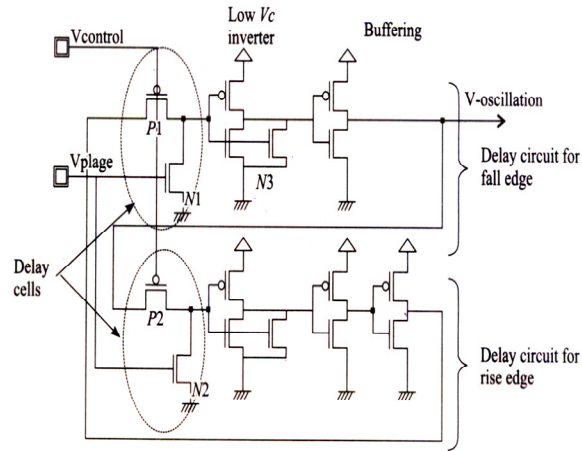 Low Vc
inverter
Buffering
Vcontrol
V-oscillation
P1
Vplage
N1
N3
Delay circuit for
fall edge
Delay
cells
P2
N2
Delay circuit for
rise edge